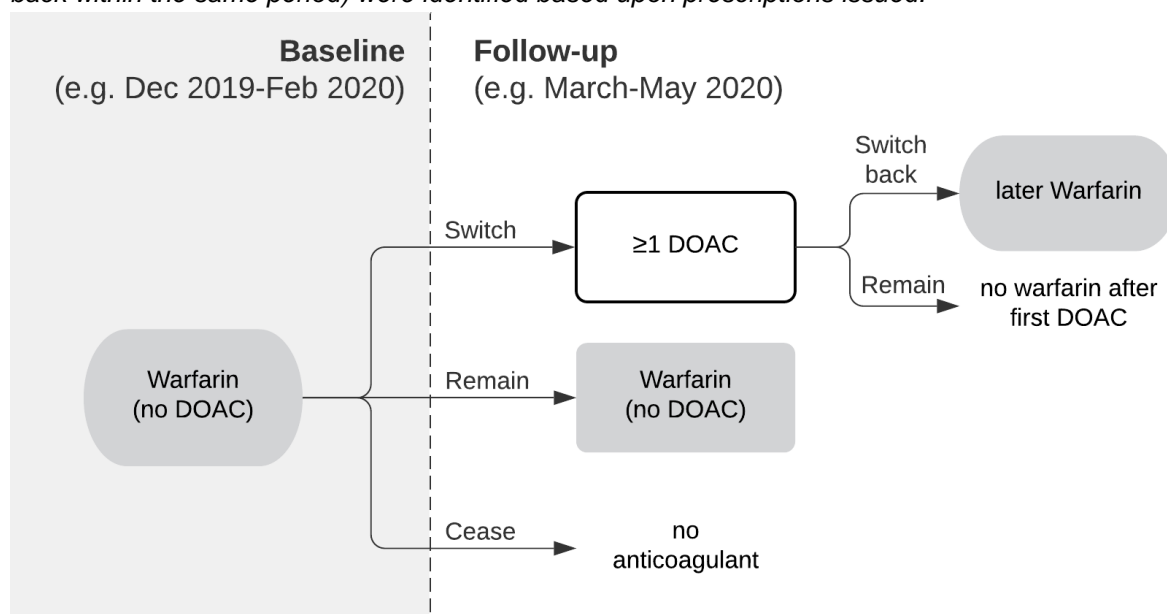 back within the same period) were identified based upon prescriptions issued.
Baseline
(e.g. Dec 2019-Feb 2020)
Follow-up
(e.g. March-May 2020)
Switch
back
later Warfarin
Switch
≥1 DOAC
Remain
no warfarin after
first DOAC
Warfarin
(no DOAC)
Remain
Warfarin
(no DOAC)
Cease
no
anticoagulant